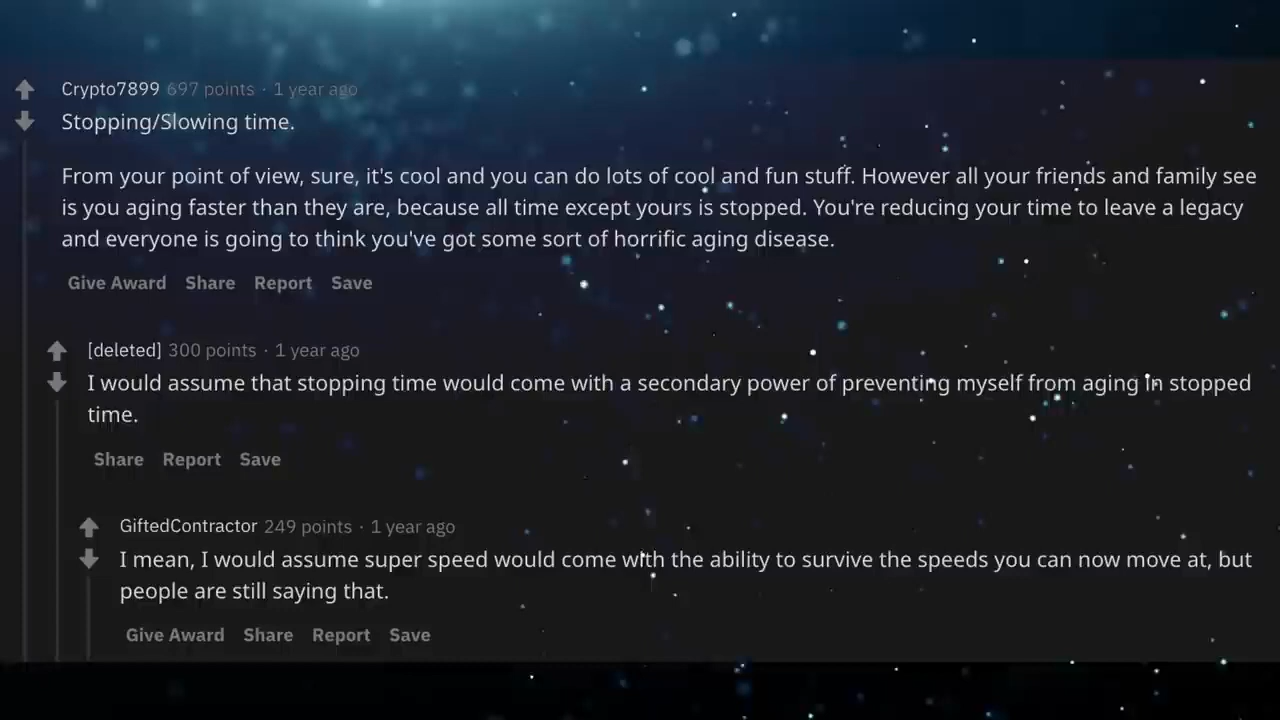 Crypto7899 697 points · 1 year ago
Stopping/Slowing time.
From your point of view, sure, it's cool and you can do lots of cool and fun stuff. However all your friends and family see
is you aging faster than they are, because all time except yours is stopped. You're reducing your time to leave a legacy
and everyone is going to think you've got some sort of horrific aging disease.
Give Award Share Report Save
[deleted] 300 points · 1 year ago
I would assume that stopping time would come with a secondary power of preventing myself from aging in stopped
time.
Share Report Save
GiftedContractor 249 points · 1 year ago
I mean, I would assume super speed would come with the ability to survive the speeds you can now move at, but
people are still saying that.
Give Award Share Report Save